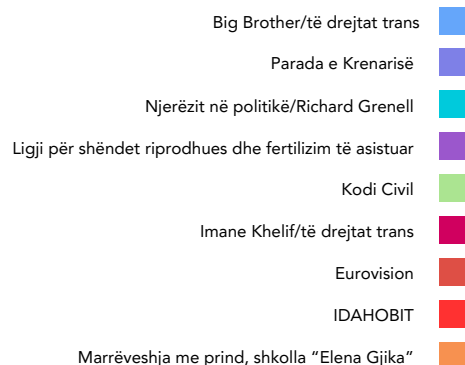 Big Brother/të drejtat trans
Parada e Krenarisë
Njerëzit në politikë/Richard Grenell
Ligji për shëndet riprodhues dhe fertilizim të asistuar
Kodi Civil
Imane Khelif/të drejtat trans
Eurovision
IDAHOBIT
Marrëveshja me prind, shkolla “Elena Gjika”